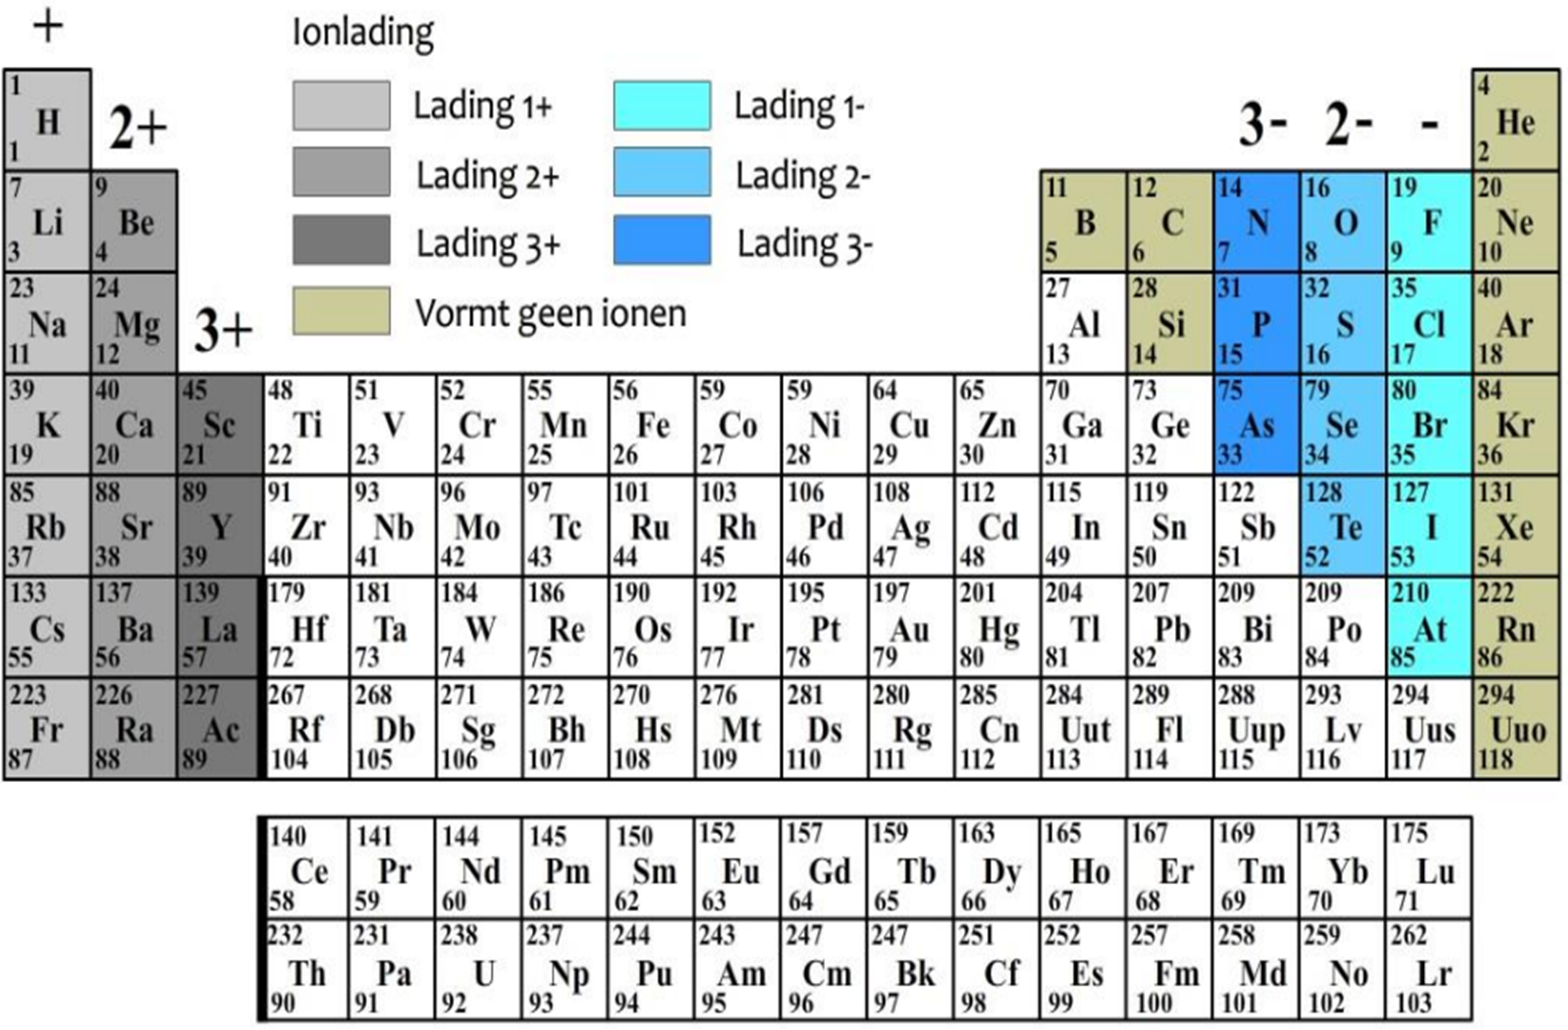 +
Ionlading
Lading 1+ Lading 1-
2+ 3- 2- -
Lading 2+ Lading 2-
Lading 3+ Lading 3-
3+ Vormt geen ionen
1 4
H He
1 2
7 9 11 12 14 16 19 20
Li Be B C N O F Ne
3 4 5 6 7 8 9 10
23 24 27 28 31 32 35 40
Na Mg Al Si P S Cl Ar
11 12 13 14 15 16 17 18
39 40 45 48 51 52 55 56 59 59 64 65 70 73 75 79 80 84
K Ca Sc Ti V Cr Mn Fe Co Ni Cu Zn Ga Ge As Se Br Kr
19 20 21 22 23 24 25 26 27 28 29 30 31 32 33 34 35 36
85 88 89 91 93 96 97 101 103 106 108 112 115 119 122 128 127 131
Rb Sr Y Zr Nb Mo Tc Ru Rh Pd Ag Cd In Sn Sb Te I Xe
37 38 39 40 41 42 43 44 45 46 47 48 49 50 51 52 53 54
133 137 139 179 181 184 186 190 192 195 197 201 204 207 209 209 210 222
Cs Ba La Hf Ta W Re Os Ir Pt Au Hg Tl Pb Bi Po At Rn
55 56 57 72 73 74 75 76 77 78 79 80 81 82 83 84 85 86
223 226 227 267 268 271 272 270 276 281 280 285 284 289 288 293 294 294
Fr Ra Ac Rf Db Sg Bh Hs Mt Ds Rg Cn Uut Fl Uup Lv Uus Uuo
87 88 89 104 105 106 107 108 109 110 111 112 113 114 115 116 117 118
140 141 144 145 150 152 157 159 163 165 167 169 173 175
Ce Pr Nd Pm Sm Eu Gd Tb Dy Ho Er Tm Yb Lu
58 59 60 61 62 63 64 65 66 67 68 69 70 71
232 231 238 237 244 243 247 247 251 252 257 258 259 262
Th Pa U Np Pu Am Cm Bk Cf Es Fm Md No Lr
90 91 92 93 94 95 96 97 98 99 100 101 102 103